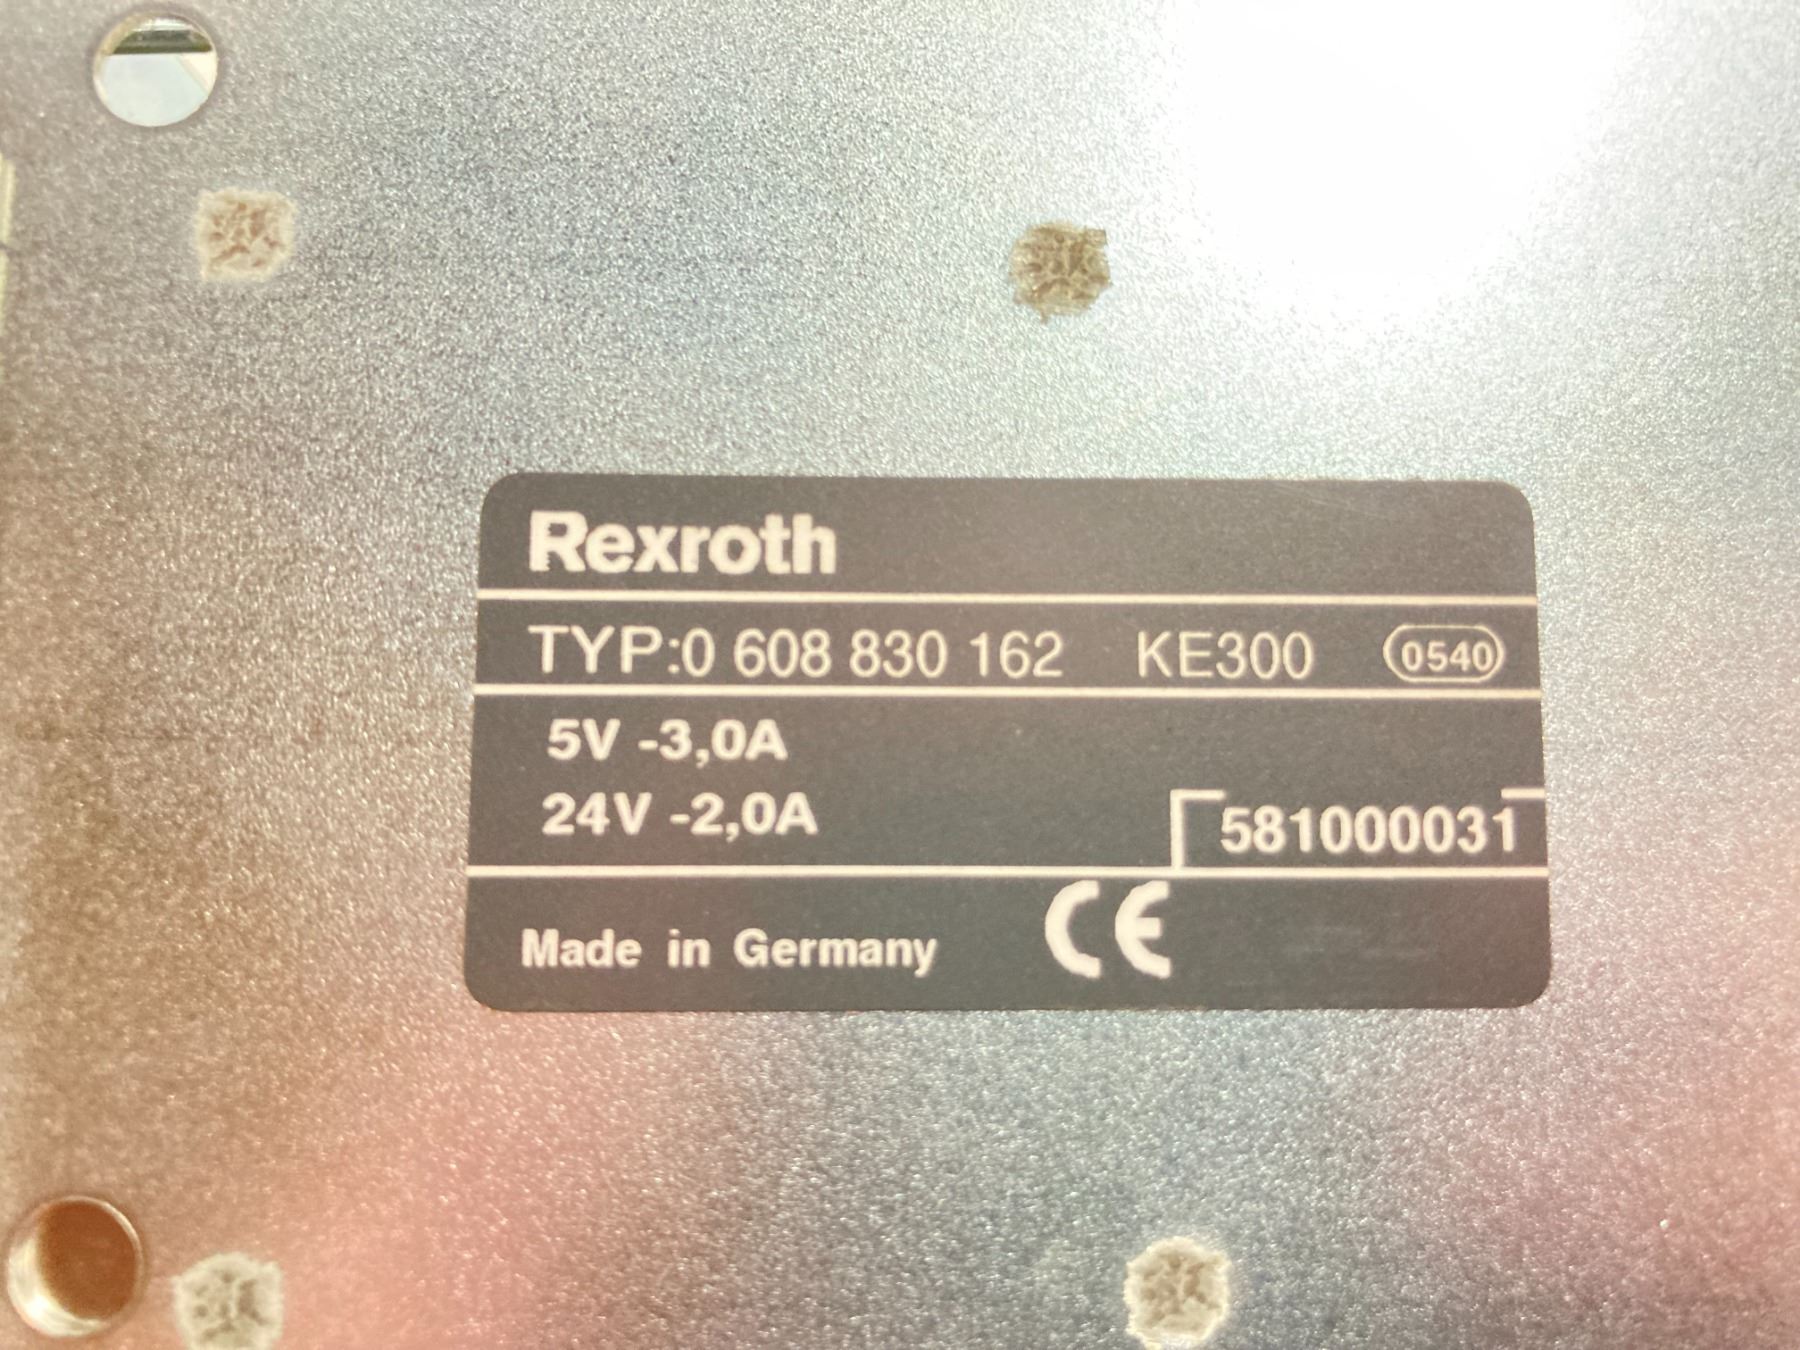 Rexroth
TYP:0 608 830 162 KE300 0540
5V -3,0A
24V -2,0A
581000031
Made in Germany CE